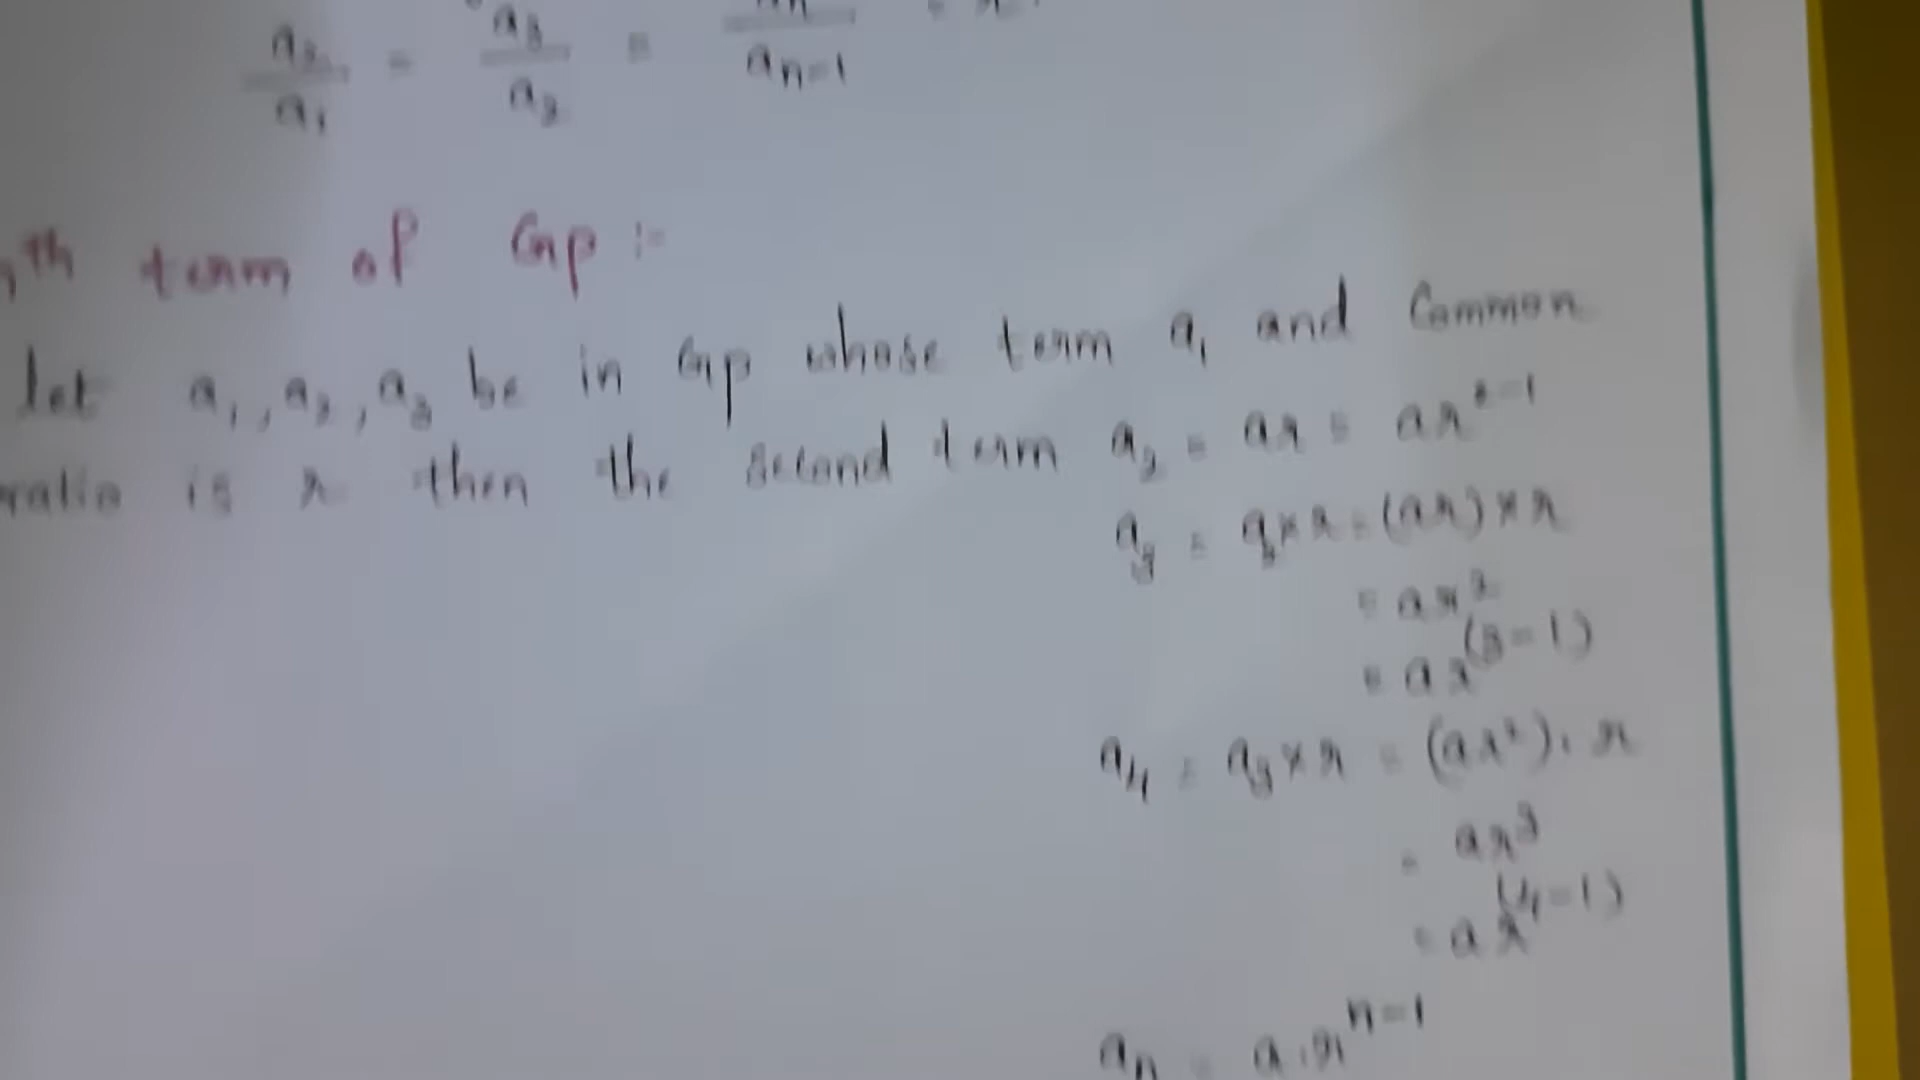 a₂/a₁ = a₃/a₂ = aₙ/aₙ₌₁ = r.
nth term of Gp :-
let a₁, a₂, a₃ be in Gp whose term a₁ and Common
ratio is r then the second term a₂ = ar = ar²⁻¹
a₃ = a₂×r = (ar)×r
= ar²
= ar⁽³⁻¹⁾
a₄ = a₃×r = (ar²).r
= ar³
= ar⁽⁴⁻¹⁾
aₙ = a.rⁿ⁻¹